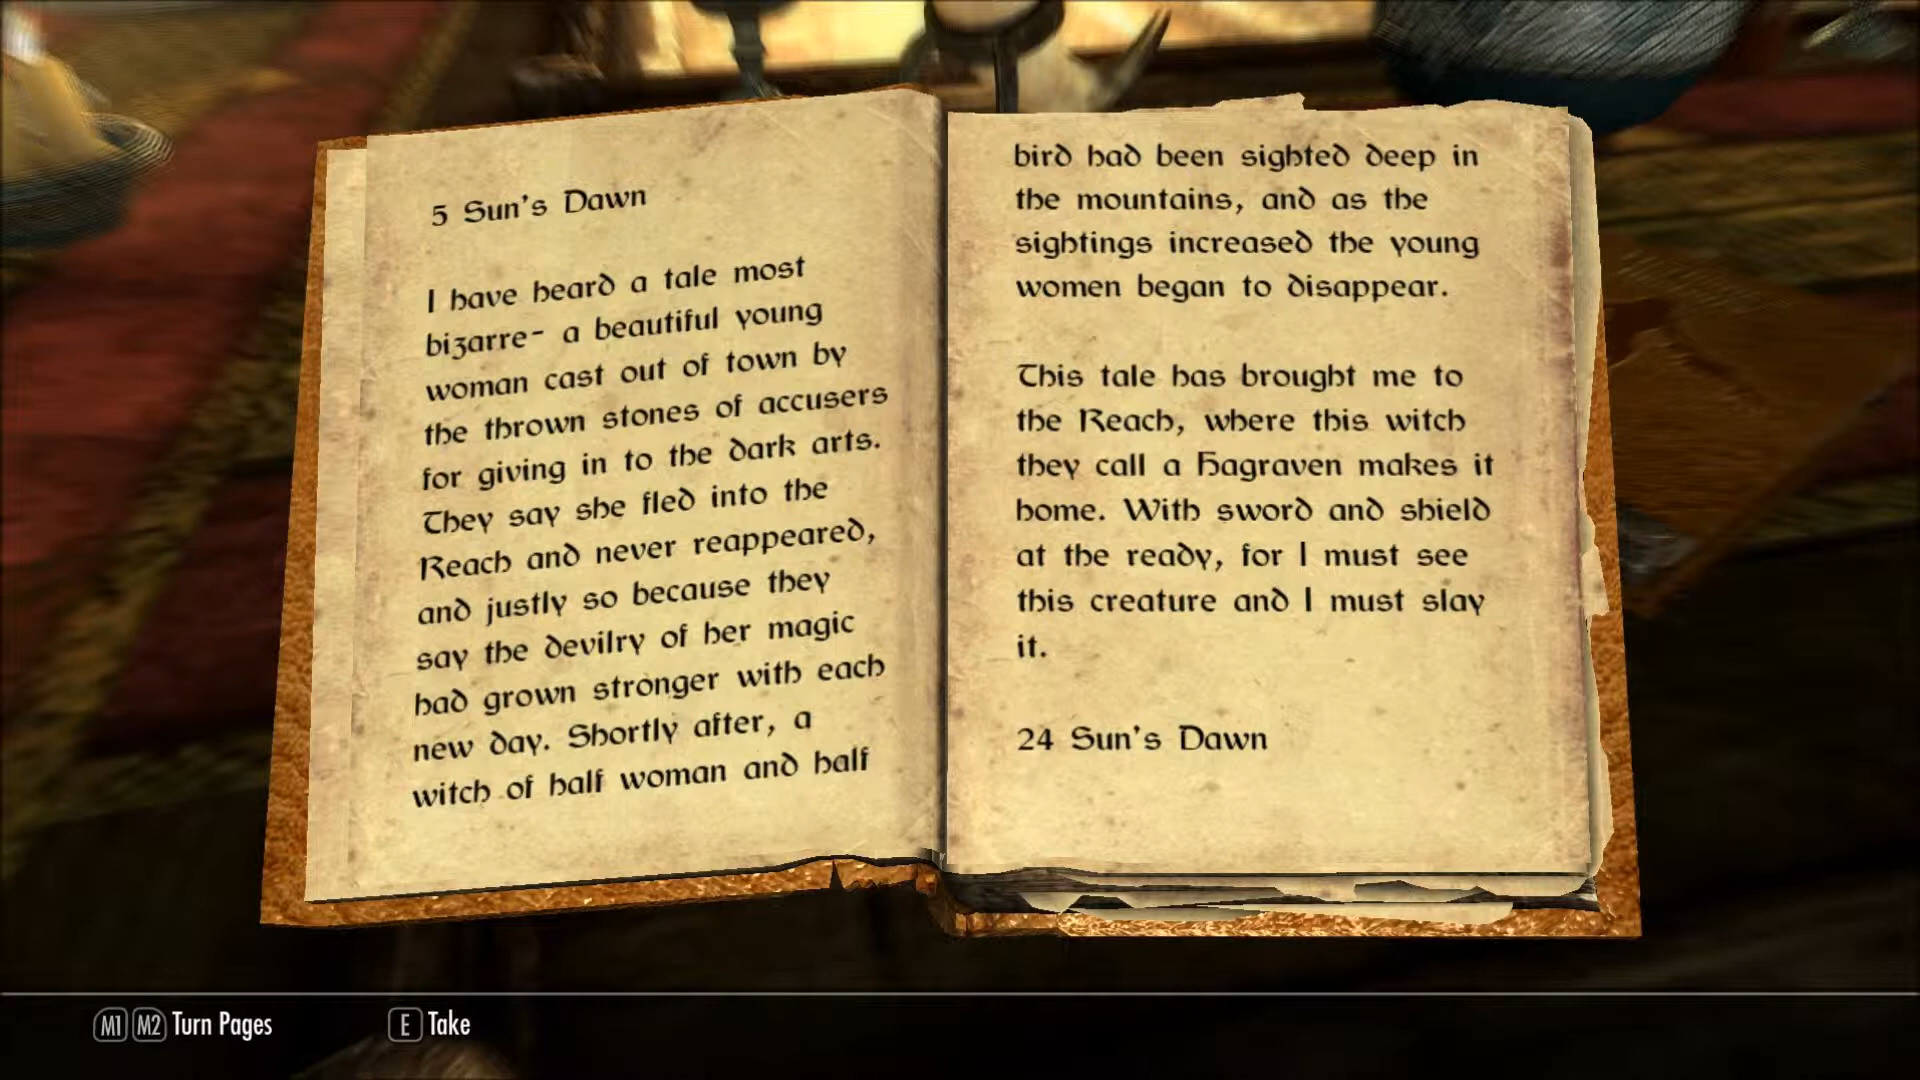 5 Sun's Dawn
I have heard a tale most
bizarre- a beautiful young
woman cast out of town by
the thrown stones of accusers
for giving in to the dark arts.
They say she fled into the
Reach and never reappeared,
and justly so because they
say the devilry of her magic
had grown stronger with each
new day. Shortly after, a
witch of half woman and half
bird had been sighted deep in
the mountains, and as the
sightings increased the young
women began to disappear.
This tale has brought me to
the Reach, where this witch
they call a Hagraven makes it
home. With sword and shield
at the ready, for I must see
this creature and I must slay
it.
24 Sun's Dawn
M1 M2 Turn Pages
E Take